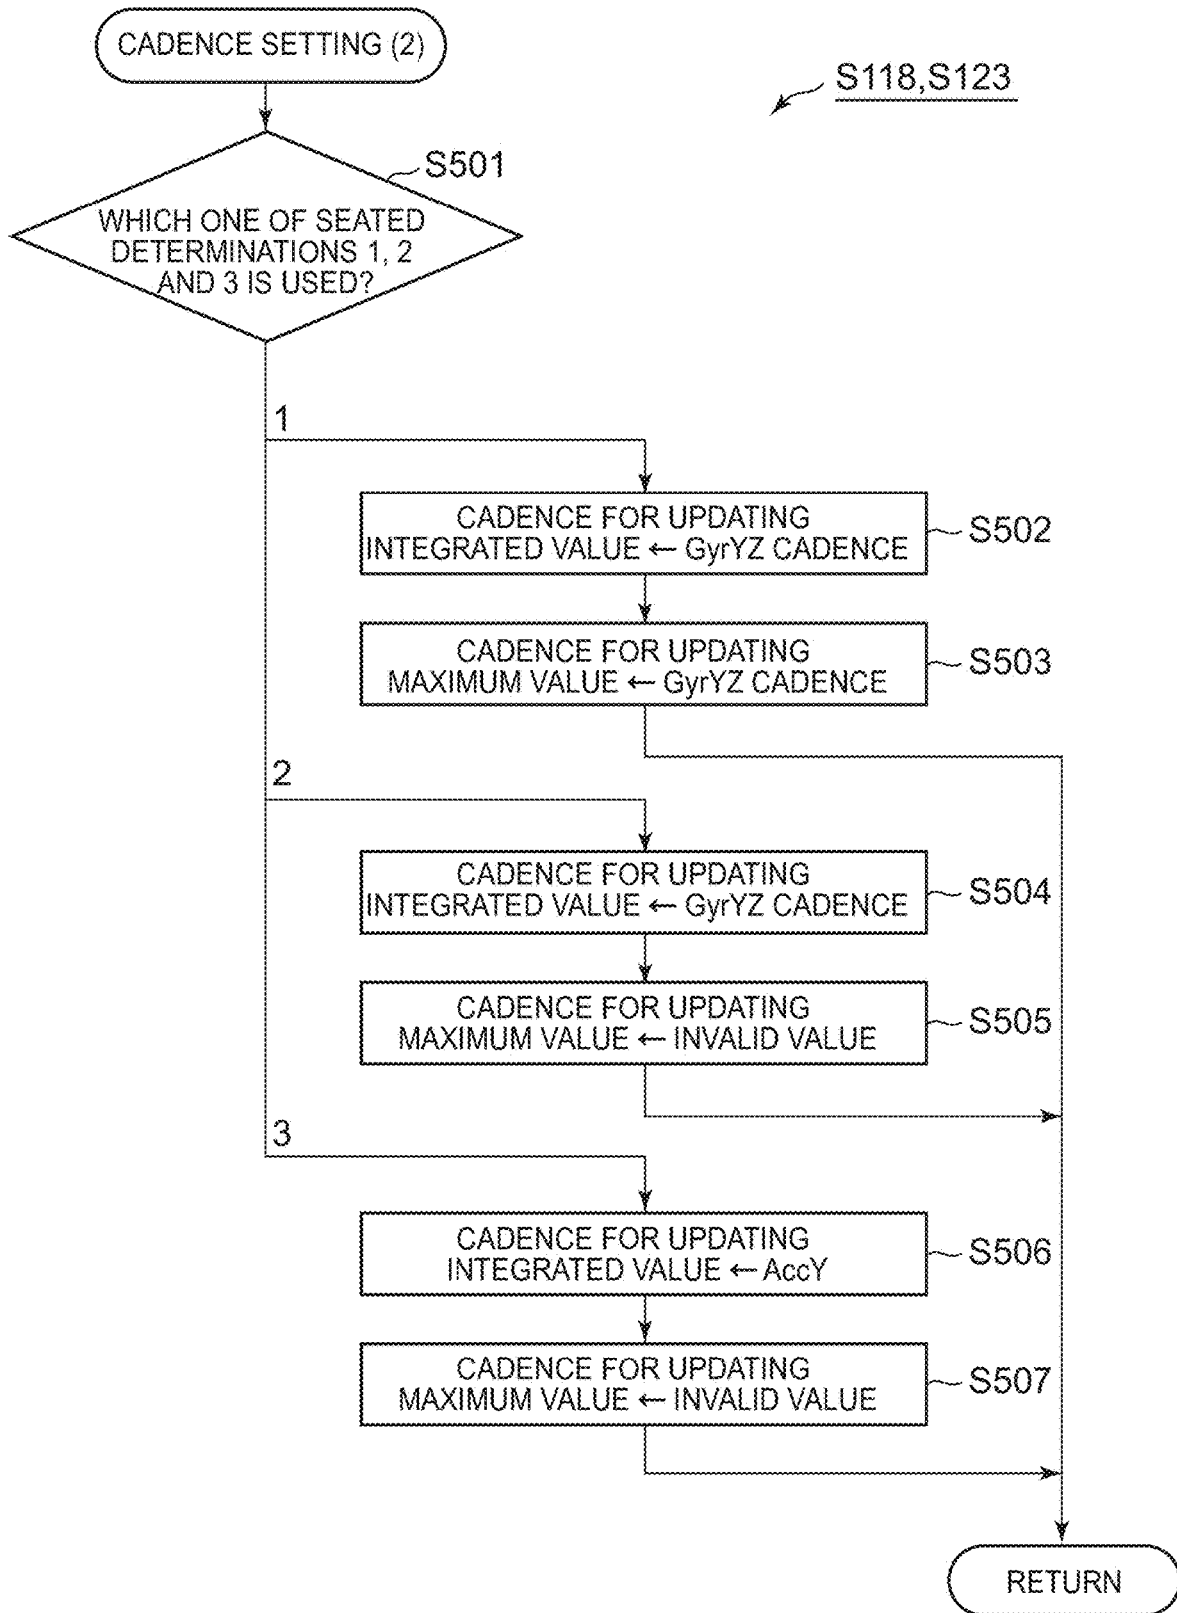 CADENCE SETTING (2)
S118,S123
S501
WHICH ONE OF SEATED
DETERMINATIONS 1, 2
AND 3 IS USED?
1
CADENCE FOR UPDATING
INTEGRATED VALUE ← GyrYZ CADENCE
S502
CADENCE FOR UPDATING
MAXIMUM VALUE ← GyrYZ CADENCE
S503
2
CADENCE FOR UPDATING
INTEGRATED VALUE ← GyrYZ CADENCE
S504
CADENCE FOR UPDATING
MAXIMUM VALUE ← INVALID VALUE
S505
3
CADENCE FOR UPDATING
INTEGRATED VALUE ← AccY
S506
CADENCE FOR UPDATING
MAXIMUM VALUE ← INVALID VALUE
S507
RETURN